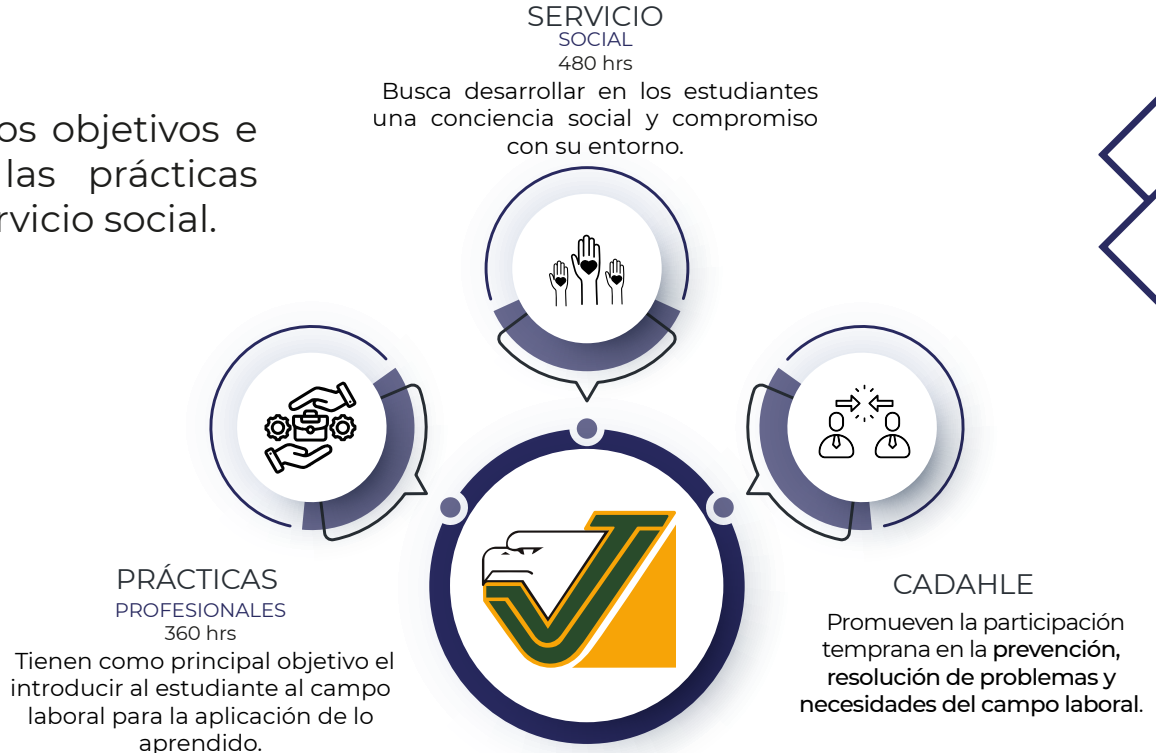 os objetivos e
las prácticas
rvicio social.
SERVICIO
SOCIAL
480 hrs
Busca desarrollar en los estudiantes
una conciencia social y compromiso
con su entorno.
PRÁCTICAS
PROFESIONALES
360 hrs
Tienen como principal objetivo el
introducir al estudiante al campo
laboral para la aplicación de lo
aprendido.
CADAHLE
Promueven la participación
temprana en la prevención,
resolución de problemas y
necesidades del campo laboral.